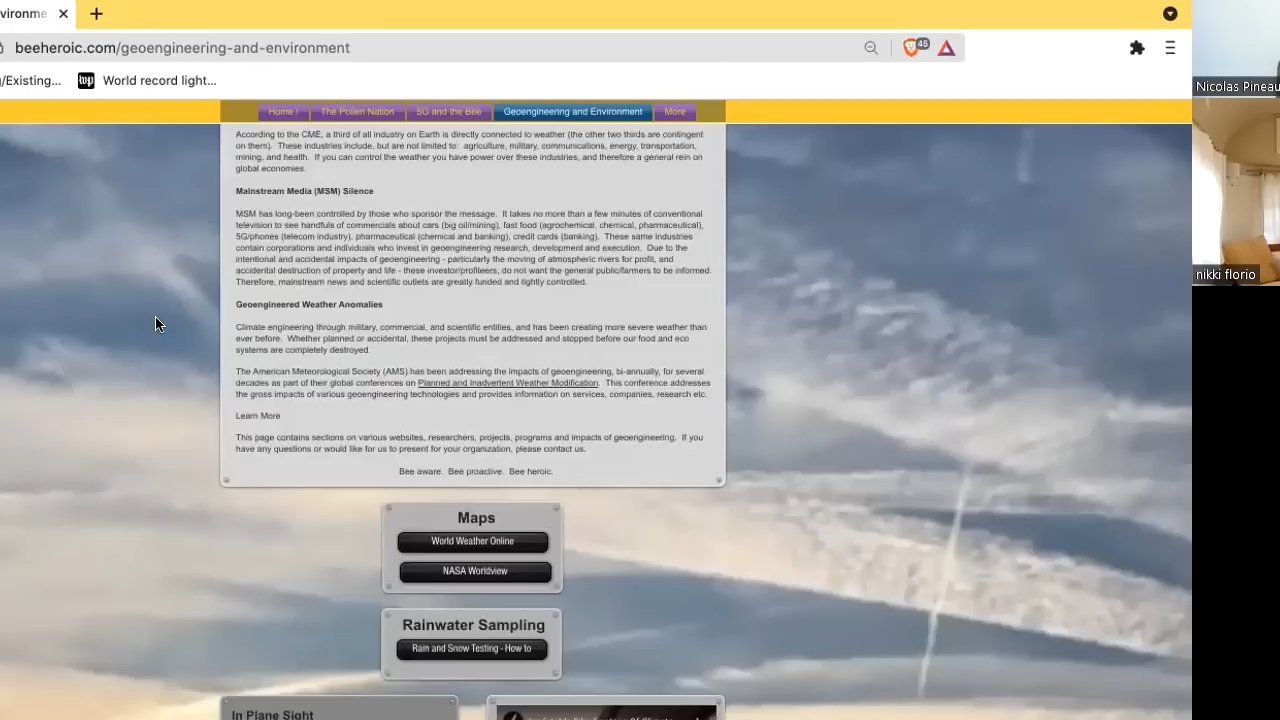 vironme
beeheroic.com/geoengineering-and-environment
45
/Existing...
wp
World record light...
Nicolas Pineau
Home /
The Pollen Nation
5G and the Bee
Geoengineering and Environment
More
According to the CME, a third of all industry on Earth is directly connected to weather (the other two thirds are contingent
on them). These industries include, but are not limited to: agriculture, military, communications, energy, transportation,
mining, and health. If you can control the weather you have power over these industries, and therefore a general rein on
global economies.
Mainstream Media (MSM) Silence
MSM has long-been controlled by those who sponsor the message. It takes no more than a few minutes of conventional
television to see handfuls of commercials about cars (big oil/mining), fast food (agrochemical, chemical, pharmaceutical),
5G/phones (telecom industry), pharmaceutical (chemical and banking), credit cards (banking). These same industries
contain corporations and individuals who invest in geoengineering research, development and execution. Due to the
intentional and accidental impacts of geoengineering - particularly the moving of atmospheric rivers for profit, and
accidental destruction of property and life - these investor/profiteers, do not want the general public/farmers to be informed.
Therefore, mainstream news and scientific outlets are greatly funded and tightly controlled.
nikki florio
Geoengineered Weather Anomalies
Climate engineering through military, commercial, and scientific entities, and has been creating more severe weather than
ever before. Whether planned or accidental, these projects must be addressed and stopped before our food and eco
systems are completely destroyed.
The American Meteorological Society (AMS) has been addressing the impacts of geoengineering, bi-annually, for several
decades as part of their global conferences on Planned and Inadvertent Weather Modification. This conference addresses
the gross impacts of various geoengineering technologies and provides information on services, companies, research etc.
Learn More
This page contains sections on various websites, researchers, projects, programs and impacts of geoengineering. If you
have any questions or would like for us to present for your organization, please contact us.
Bee aware. Bee proactive. Bee heroic.
Maps
World Weather Online
NASA Worldview
Rainwater Sampling
Rain and Snow Testing - How to
In Plane Sight